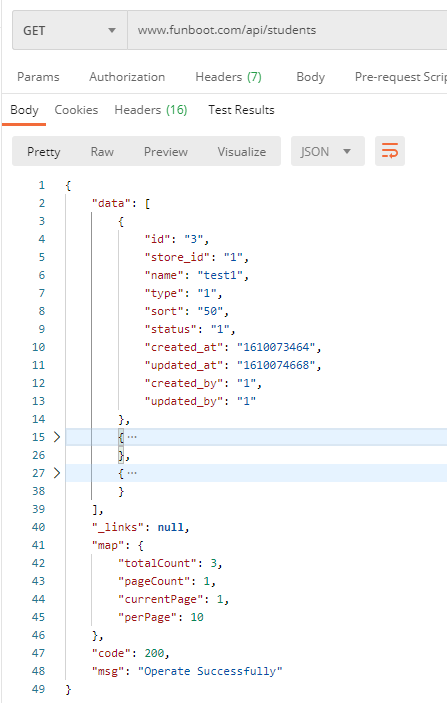 GET www.funboot.com/api/students
Params Authorization Headers (7) Body Pre-request Scrip
Body Cookies Headers (16) Test Results
Pretty Raw Preview Visualize JSON
1 {
2 "data": [
3 {
4 "id": "3",
5 "store_id": "1",
6 "name": "test1",
7 "type": "1",
8 "sort": "50",
9 "status": "1",
10 "created_at": "1610073464",
11 "updated_at": "1610074668",
12 "created_by": "1",
13 "updated_by": "1"
14 },
15 {…
26 },
27 {…
38 }
39 ],
40 "_links": null,
41 "map": {
42 "totalCount": 3,
43 "pageCount": 1,
44 "currentPage": 1,
45 "perPage": 10
46 },
47 "code": 200,
48 "msg": "Operate Successfully"
49 }